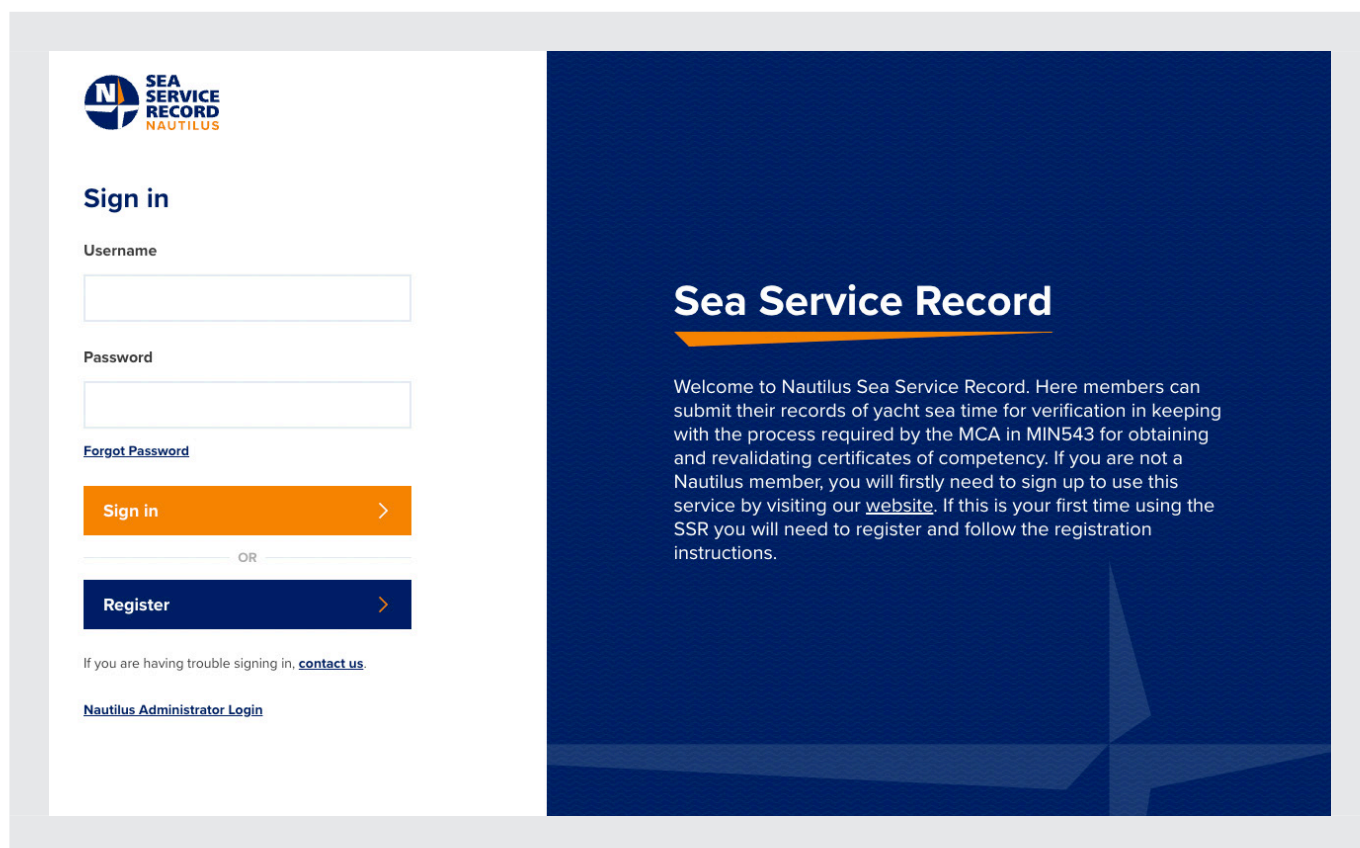 N
SEA
SERVICE
RECORD
NAUTILUS
Sign in
Username
Password
Forgot Password
Sign in
OR
Register
If you are having trouble signing in, contact us.
Nautilus Administrator Login
Sea Service Record
Welcome to Nautilus Sea Service Record. Here members can
submit their records of yacht sea time for verification in keeping
with the process required by the MCA in MIN543 for obtaining
and revalidating certificates of competency. If you are not a
Nautilus member, you will firstly need to sign up to use this
service by visiting our website. If this is your first time using the
SSR you will need to register and follow the registration
instructions.